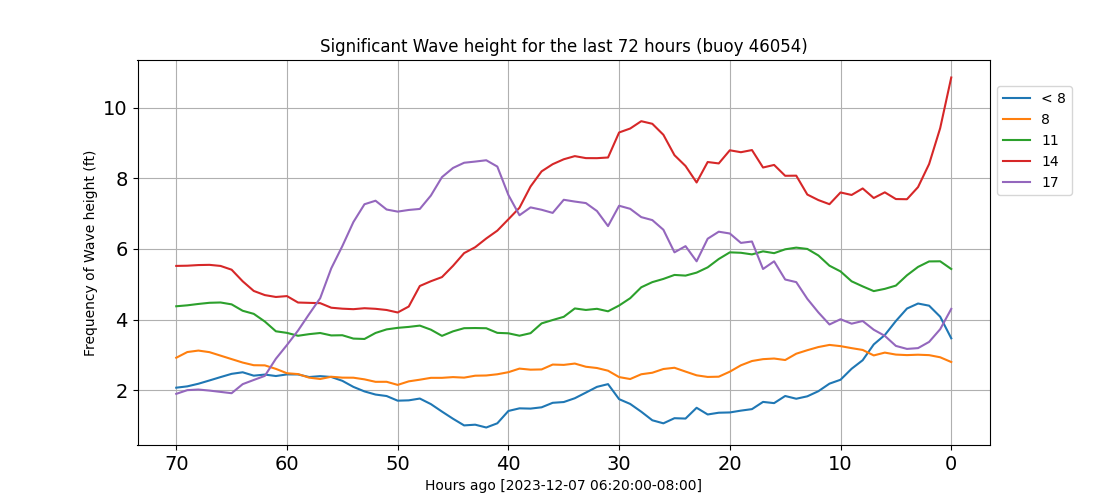 Significant Wave height for the last 72 hours (buoy 46054)
Frequency of Wave height (ft)
10
8
6
4
2
70 60 50 40 30 20 10 0
Hours ago [2023-12-07 06:20:00-08:00]
< 8
8
11
14
17